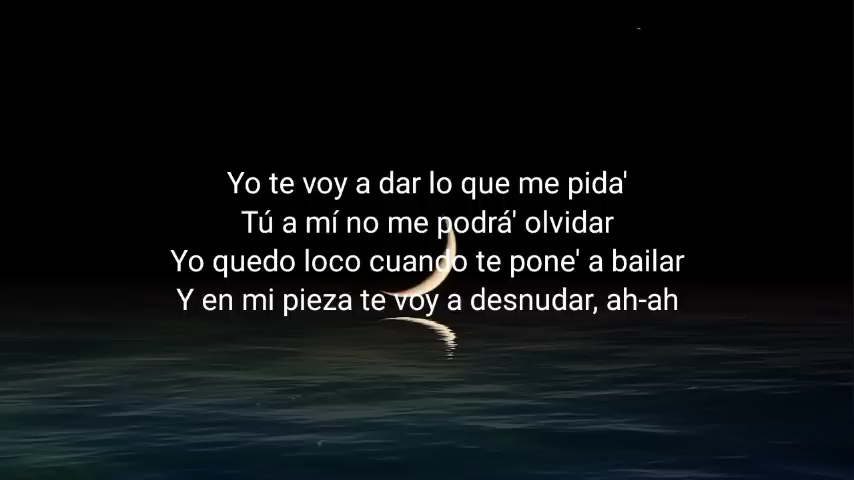 Yo te voy a dar lo que me pida'
Tú a mí no me podrá' olvidar
Yo quedo loco cuando te pone' a bailar
Y en mi pieza te voy a desnudar, ah-ah